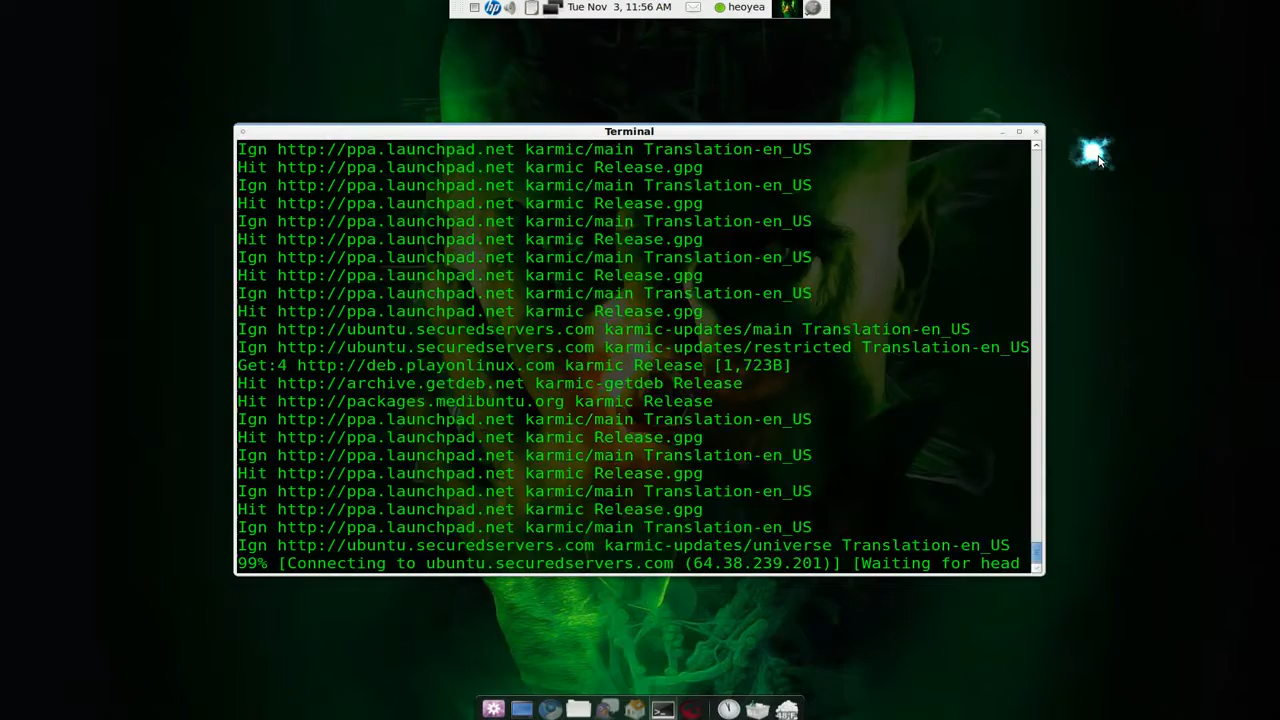 Tue Nov 3, 11:56 AM heoyea
Terminal
Ign http://ppa.launchpad.net karmic/main Translation-en_US
Hit http://ppa.launchpad.net karmic Release.gpg
Ign http://ppa.launchpad.net karmic/main Translation-en_US
Hit http://ppa.launchpad.net karmic Release.gpg
Ign http://ppa.launchpad.net karmic/main Translation-en_US
Hit http://ppa.launchpad.net karmic Release.gpg
Ign http://ppa.launchpad.net karmic/main Translation-en_US
Hit http://ppa.launchpad.net karmic Release.gpg
Ign http://ppa.launchpad.net karmic/main Translation-en_US
Hit http://ppa.launchpad.net karmic Release.gpg
Ign http://ubuntu.securedservers.com karmic-updates/main Translation-en_US
Ign http://ubuntu.securedservers.com karmic-updates/restricted Translation-en_US
Get:4 http://deb.playonlinux.com karmic Release [1,723B]
Hit http://archive.getdeb.net karmic-getdeb Release
Hit http://packages.medibuntu.org karmic Release
Ign http://ppa.launchpad.net karmic/main Translation-en_US
Hit http://ppa.launchpad.net karmic Release.gpg
Ign http://ppa.launchpad.net karmic/main Translation-en_US
Hit http://ppa.launchpad.net karmic Release.gpg
Ign http://ppa.launchpad.net karmic/main Translation-en_US
Hit http://ppa.launchpad.net karmic Release.gpg
Ign http://ppa.launchpad.net karmic/main Translation-en_US
Ign http://ubuntu.securedservers.com karmic-updates/universe Translation-en_US
99% [Connecting to ubuntu.securedservers.com (64.38.239.201)] [Waiting for head
48°F